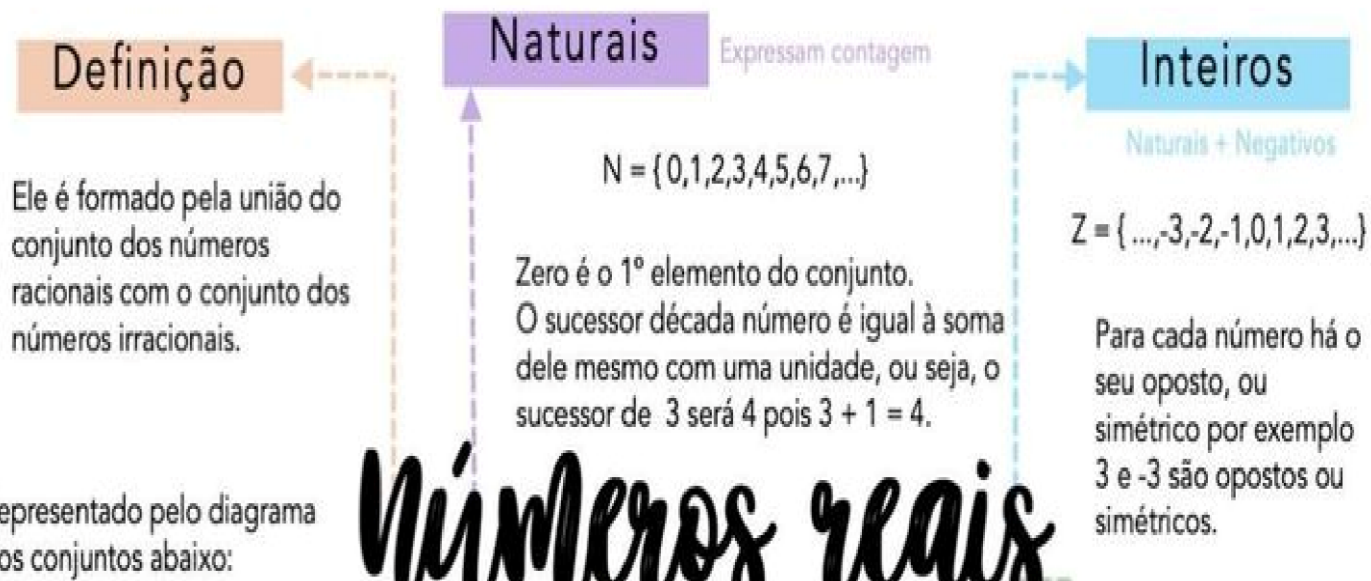 Definição
Ele é formado pela união do
conjunto dos números
racionais com o conjunto dos
números irracionais.
epresentado pelo diagrama
os conjuntos abaixo:
Naturais
Expressam contagem
N = { 0,1,2,3,4,5,6,7,...}
Zero é o 1º elemento do conjunto.
O sucessor década número é igual à soma
dele mesmo com uma unidade, ou seja, o
sucessor de 3 será 4 pois 3 + 1 = 4.
Números reais
Inteiros
Naturais + Negativos
Z = { ...,-3,-2,-1,0,1,2,3,...}
Para cada número há o
seu oposto, ou
simétrico por exemplo
3 e -3 são opostos ou
simétricos.